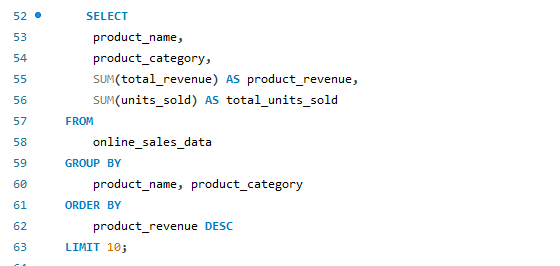 52 SELECT
53 product_name,
54 product_category,
55 SUM(total_revenue) AS product_revenue,
56 SUM(units_sold) AS total_units_sold
57 FROM
58 online_sales_data
59 GROUP BY
60 product_name, product_category
61 ORDER BY
62 product_revenue DESC
63 LIMIT 10;